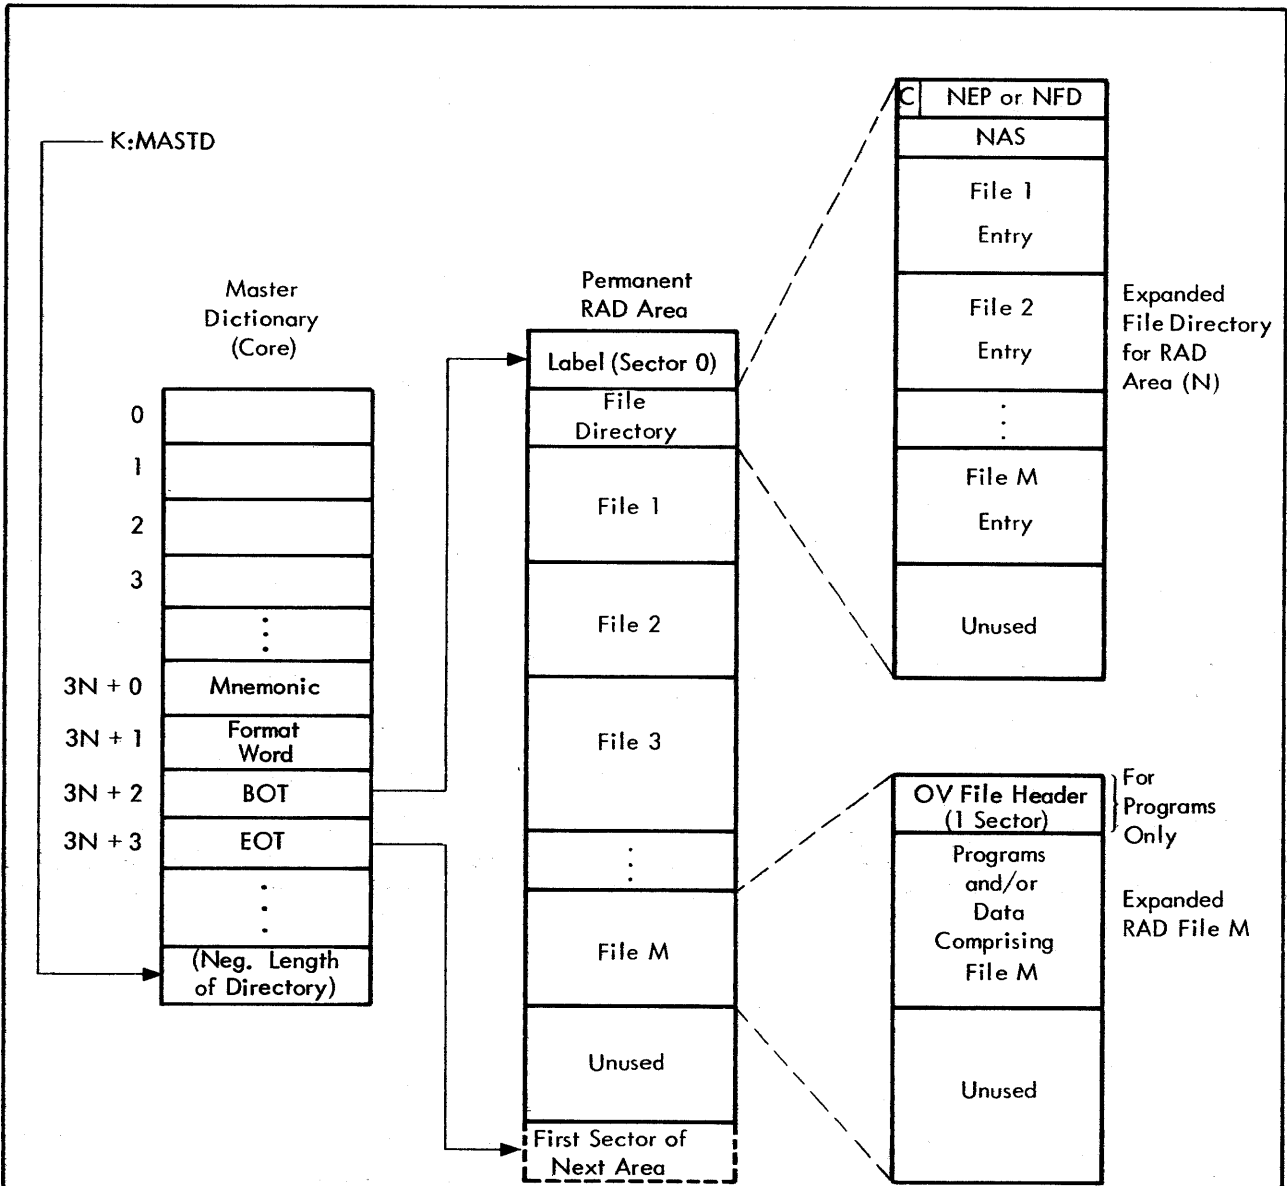 K:MASTD
Master
Dictionary
(Core)
0
1
2
3
3N + 0
Mnemonic
3N + 1
Format
Word
3N + 2
BOT
3N + 3
EOT
(Neg. Length
of Directory)
Permanent
RAD Area
Label (Sector 0)
File
Directory
File 1
File 2
File 3
File M
Unused
First Sector of
Next Area
C NEP or NFD
NAS
File 1
Entry
File 2
Entry
File M
Entry
Unused
Expanded
File Directory
for RAD
Area (N)
OV File Header
(1 Sector)
Programs
and/or
Data
Comprising
File M
Unused
For
Programs
Only
Expanded
RAD File M